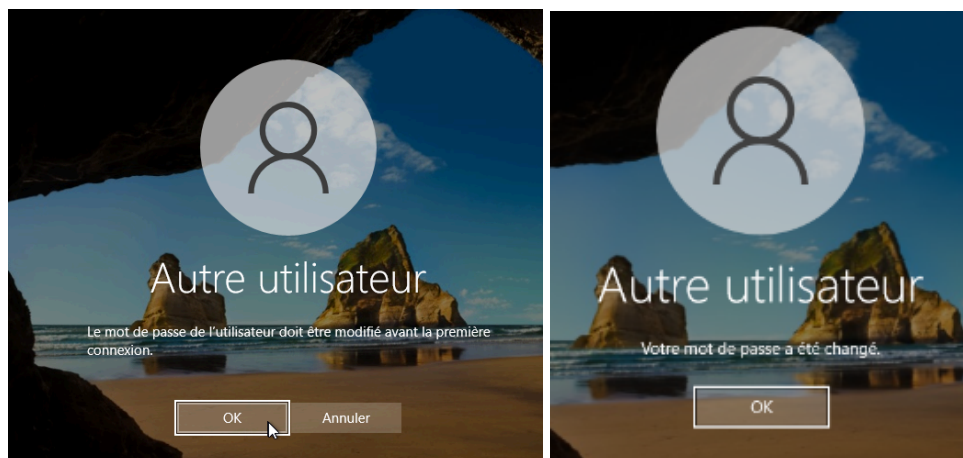 Autre utilisateur
Le mot de passe de l'utilisateur doit être modifié avant la première
connexion.
OK
Annuler
Autre utilisateur
Votre mot de passe a été changé.
OK